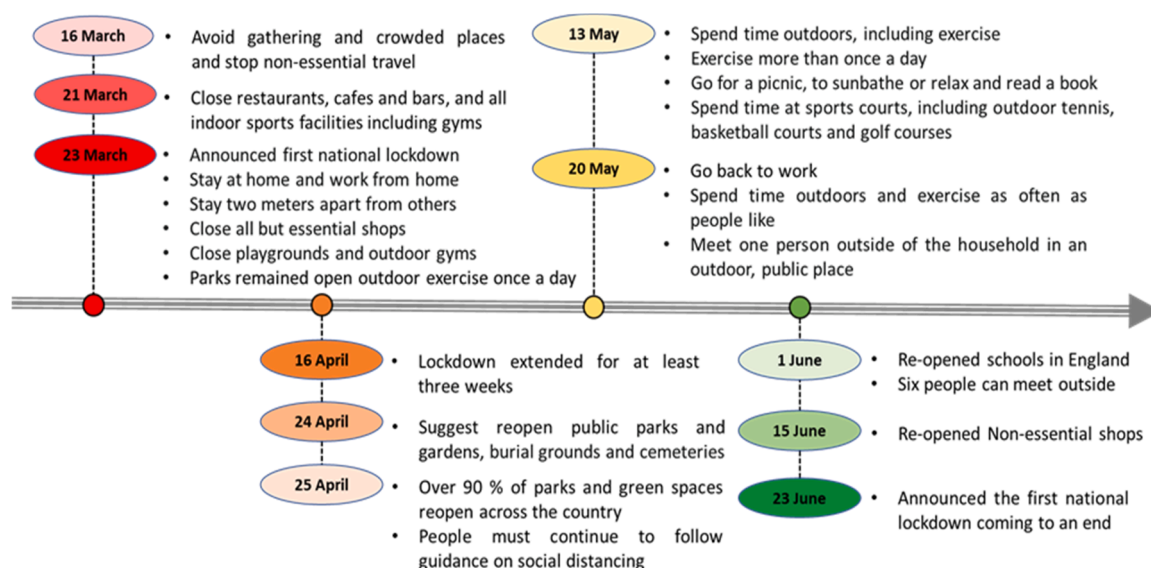 16 March
• Avoid gathering and crowded places
and stop non-essential travel
21 March
• Close restaurants, cafes and bars, and all
indoor sports facilities including gyms
23 March
• Announced first national lockdown
• Stay at home and work from home
• Stay two meters apart from others
• Close all but essential shops
• Close playgrounds and outdoor gyms
• Parks remained open outdoor exercise once a day
13 May
• Spend time outdoors, including exercise
• Exercise more than once a day
• Go for a picnic, to sunbathe or relax and read a book
• Spend time at sports courts, including outdoor tennis,
basketball courts and golf courses
20 May
• Go back to work
• Spend time outdoors and exercise as often as
people like
• Meet one person outside of the household in an
outdoor, public place
16 April
• Lockdown extended for at least
three weeks
24 April
• Suggest reopen public parks and
gardens, burial grounds and cemeteries
25 April
• Over 90 % of parks and green spaces
reopen across the country
• People must continue to follow
guidance on social distancing
1 June
• Re-opened schools in England
• Six people can meet outside
15 June
• Re-opened Non-essential shops
23 June
• Announced the first national
lockdown coming to an end